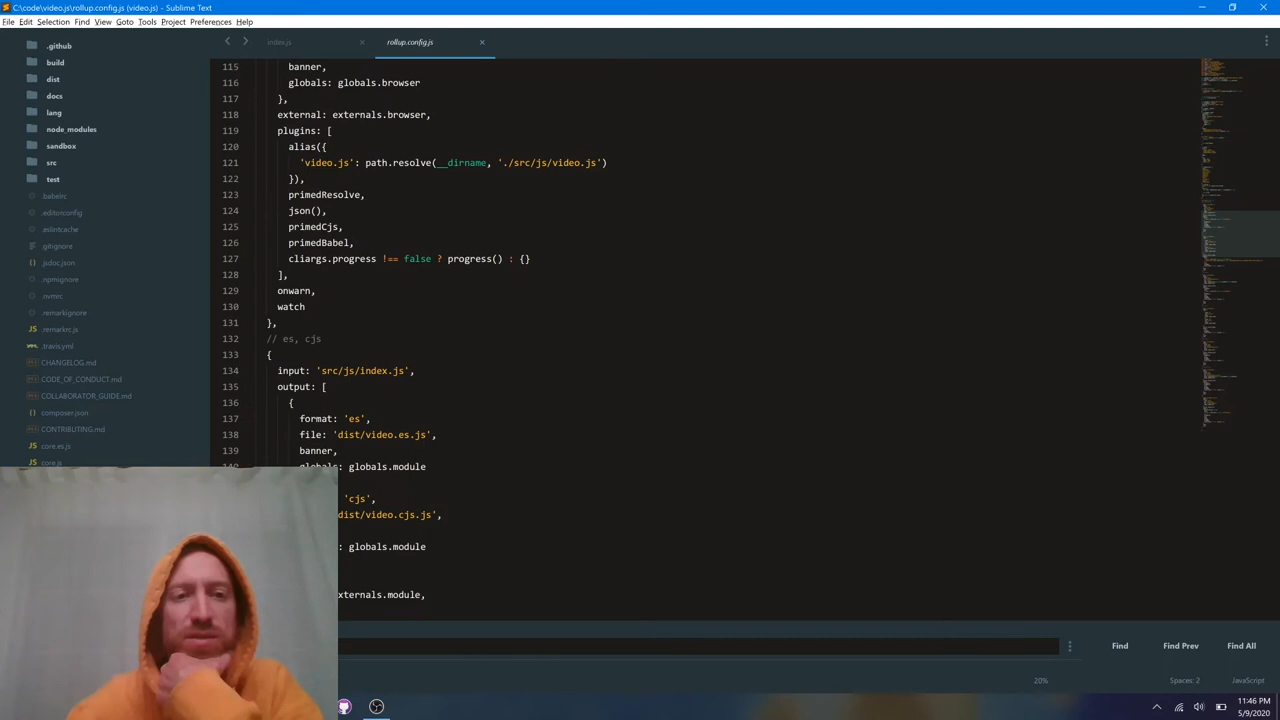 C:\code\video.js\rollup.config.js (video.js) - Sublime Text
File Edit Selection Find View Goto Tools Project Preferences Help
.github
build
dist
docs
lang
node_modules
sandbox
src
test
.babelrc
.editorconfig
.eslintcache
.gitignore
.jsdoc.json
.npmignore
.nvmrc
.remarkignore
JS .remarkrc.js
.travis.yml
CHANGELOG.md
CODE_OF_CONDUCT.md
COLLABORATOR_GUIDE.md
composer.json
CONTRIBUTING.md
JS core.es.js
JS core.js
index.js
rollup.config.js
115 banner,
116 globals: globals.browser
117 },
118 external: externals.browser,
119 plugins: [
120 alias({
121 'video.js': path.resolve(__dirname, './src/js/video.js')
122 }),
123 primedResolve,
124 json(),
125 primedCjs,
126 primedBabel,
127 cliargs.progress !== false ? progress() : {}
128 ],
129 onwarn,
130 watch
131 },
132 // es, cjs
133 {
134 input: 'src/js/index.js',
135 output: [
136 {
137 format: 'es',
138 file: 'dist/video.es.js',
139 banner,
140 globals: globals.module
'cjs',
dist/video.cjs.js',
: globals.module
xternals.module,
Find Find Prev Find All
20% Spaces: 2 JavaScript
11:46 PM
5/9/2020